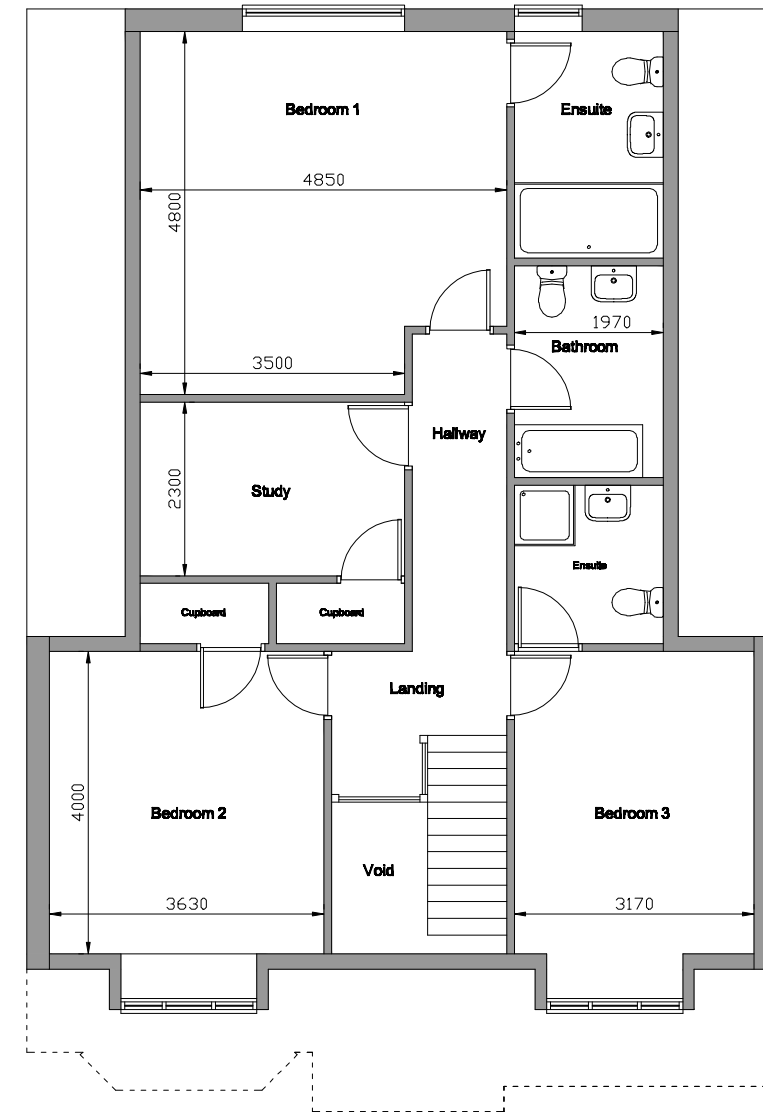 Bedroom 1
Ensuite
4850
4800
1970
Bathroom
3500
Hallway
Study
2300
Ensuite
Cupboard
Cupboard
Landing
4000
Bedroom 2
Bedroom 3
Void
3630
3170